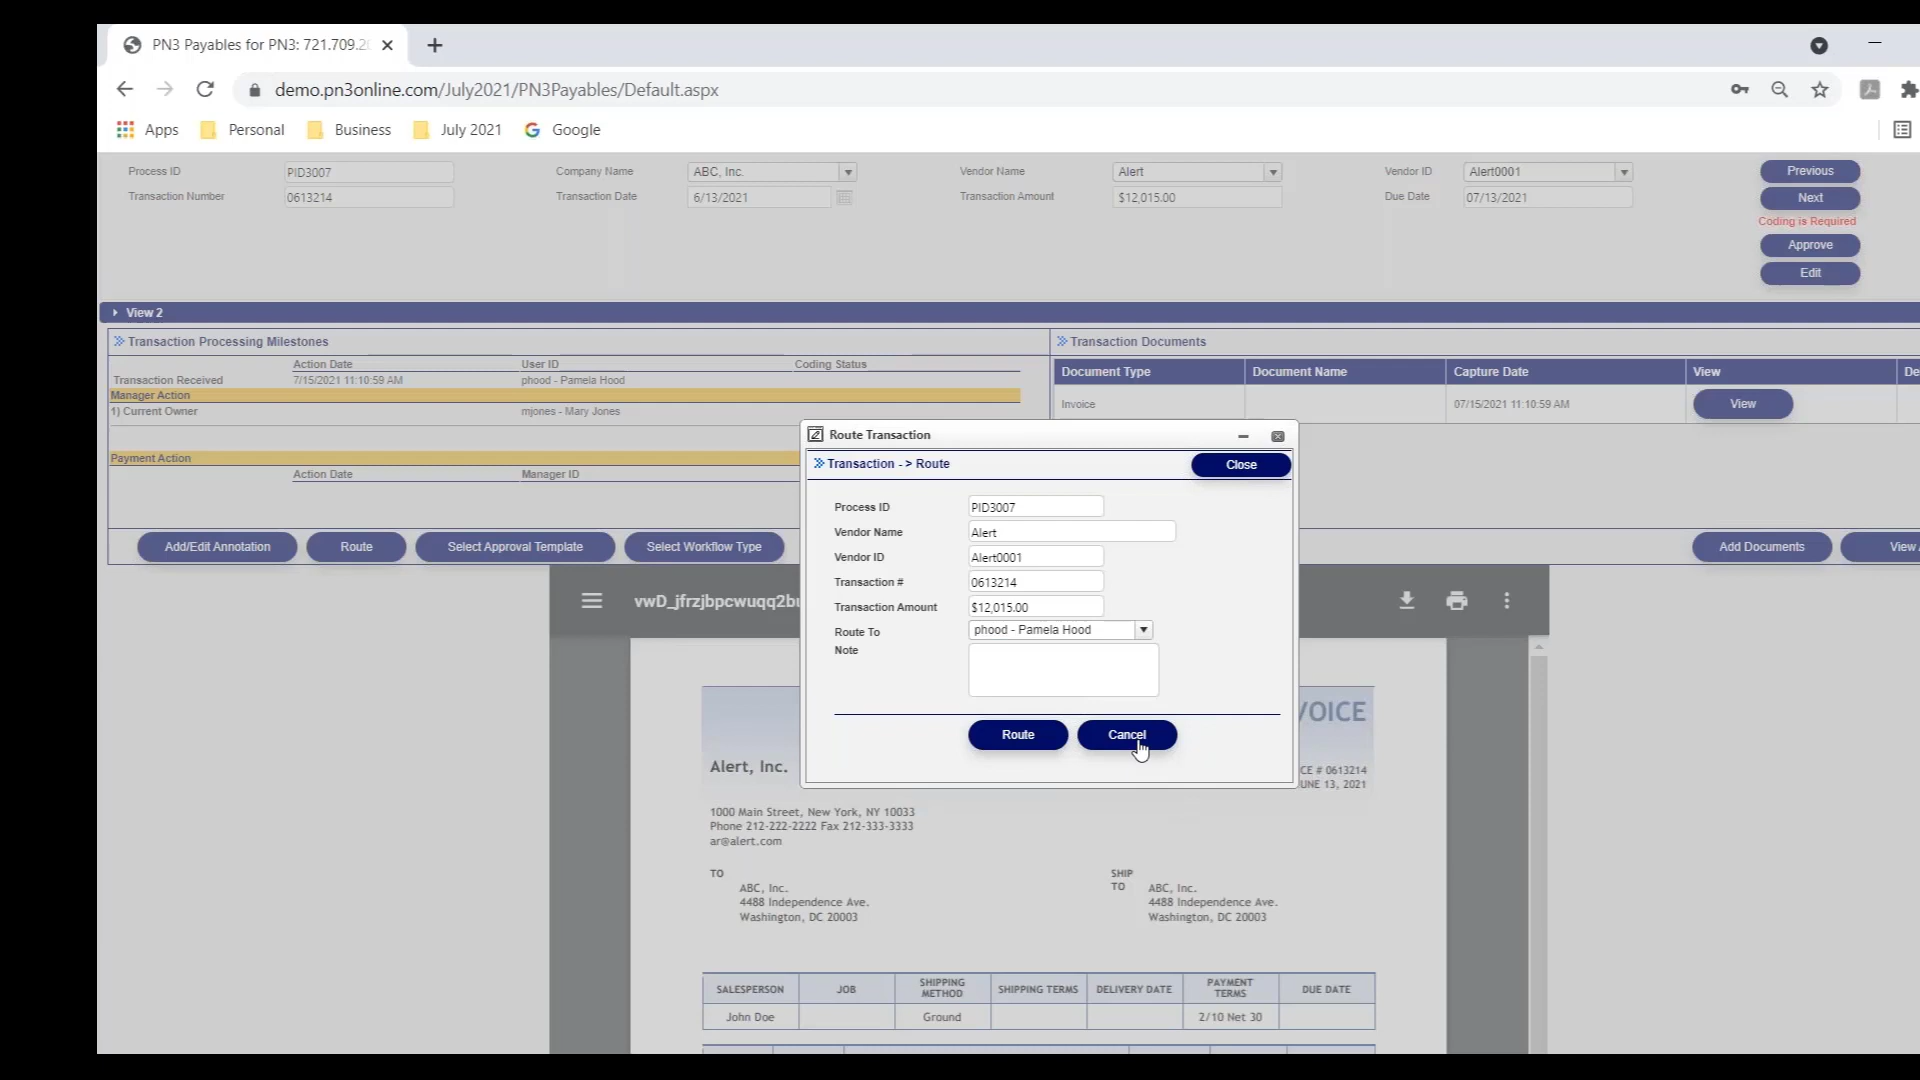 PN3 Payables for PN3: 721.709.20
demo.pn3online.com/July2021/PN3Payables/Default.aspx
Apps Personal Business July 2021 Google
Process ID PID3007 Company Name ABC, Inc. Vendor Name Alert Vendor ID Alert0001 Previous
Transaction Number 0613214 Transaction Date 6/13/2021 Transaction Amount $12,015.00 Due Date 07/13/2021 Next
Coding is Required
Approve
Edit
View 2
Transaction Processing Milestones Transaction Documents
Action Date User ID Coding Status Document Type Document Name Capture Date View
Transaction Received 7/15/2021 11:10:59 AM phood - Pamela Hood
Manager Action
1) Current Owner mjones - Mary Jones Invoice 07/15/2021 11:10:59 AM View
Payment Action
Action Date Manager ID
Add/Edit Annotation Route Select Approval Template Select Workflow Type Add Documents View
Route Transaction
Transaction - > Route Close
Process ID PID3007
Vendor Name Alert
Vendor ID Alert0001
Transaction # 0613214
Transaction Amount $12,015.00
Route To phood - Pamela Hood
Note
Route Cancel
VOICE
Alert, Inc.
CE # 0613214
UNE 13, 2021
1000 Main Street, New York, NY 10033
Phone 212-222-2222 Fax 212-333-3333
ar@alert.com
TO
ABC, Inc.
4488 Independence Ave.
Washington, DC 20003
SHIP
TO
ABC, Inc.
4488 Independence Ave.
Washington, DC 20003
SALESPERSON JOB SHIPPING METHOD SHIPPING TERMS DELIVERY DATE PAYMENT TERMS DUE DATE
John Doe Ground 2/10 Net 30